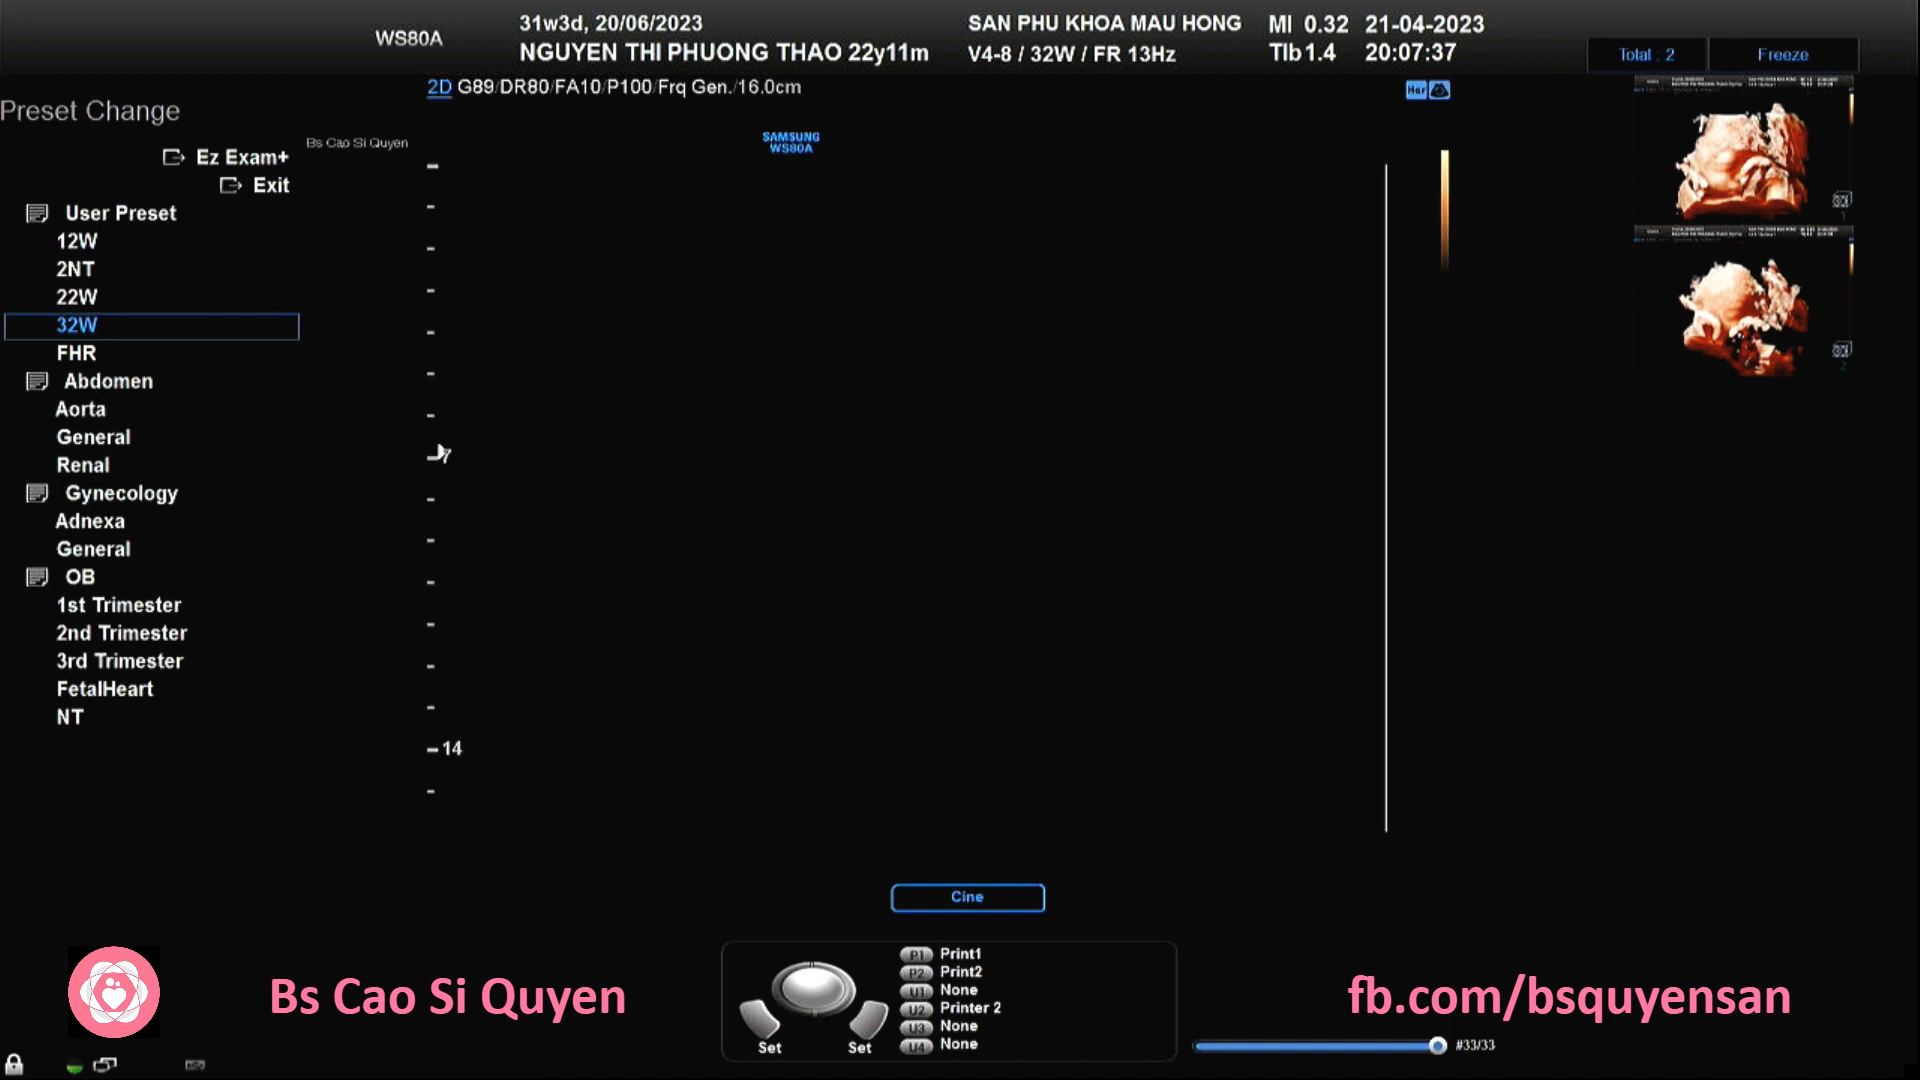 WS80A
31w3d, 20/06/2023
NGUYEN THI PHUONG THAO 22y11m
SAN PHU KHOA MAU HONG
V4-8 / 32W / FR 13Hz
MI 0.32 21-04-2023
TIb1.4 20:07:37
Total : 2
Freeze
2D G89/DR80/FA10/P100/Frq Gen./16.0cm
Har
Preset Change
Bs Cao Si Quyen
SAMSUNG
WS80A
Ez Exam+
Exit
User Preset
12W
2NT
22W
32W
FHR
Abdomen
Aorta
General
Renal
Gynecology
Adnexa
General
OB
1st Trimester
2nd Trimester
3rd Trimester
FetalHeart
NT
7
14
1
2
Cine
P1 Print1
P2 Print2
U1 None
U2 Printer 2
U3 None
U4 None
Set
Set
Bs Cao Si Quyen
fb.com/bsquyensan
#33/33